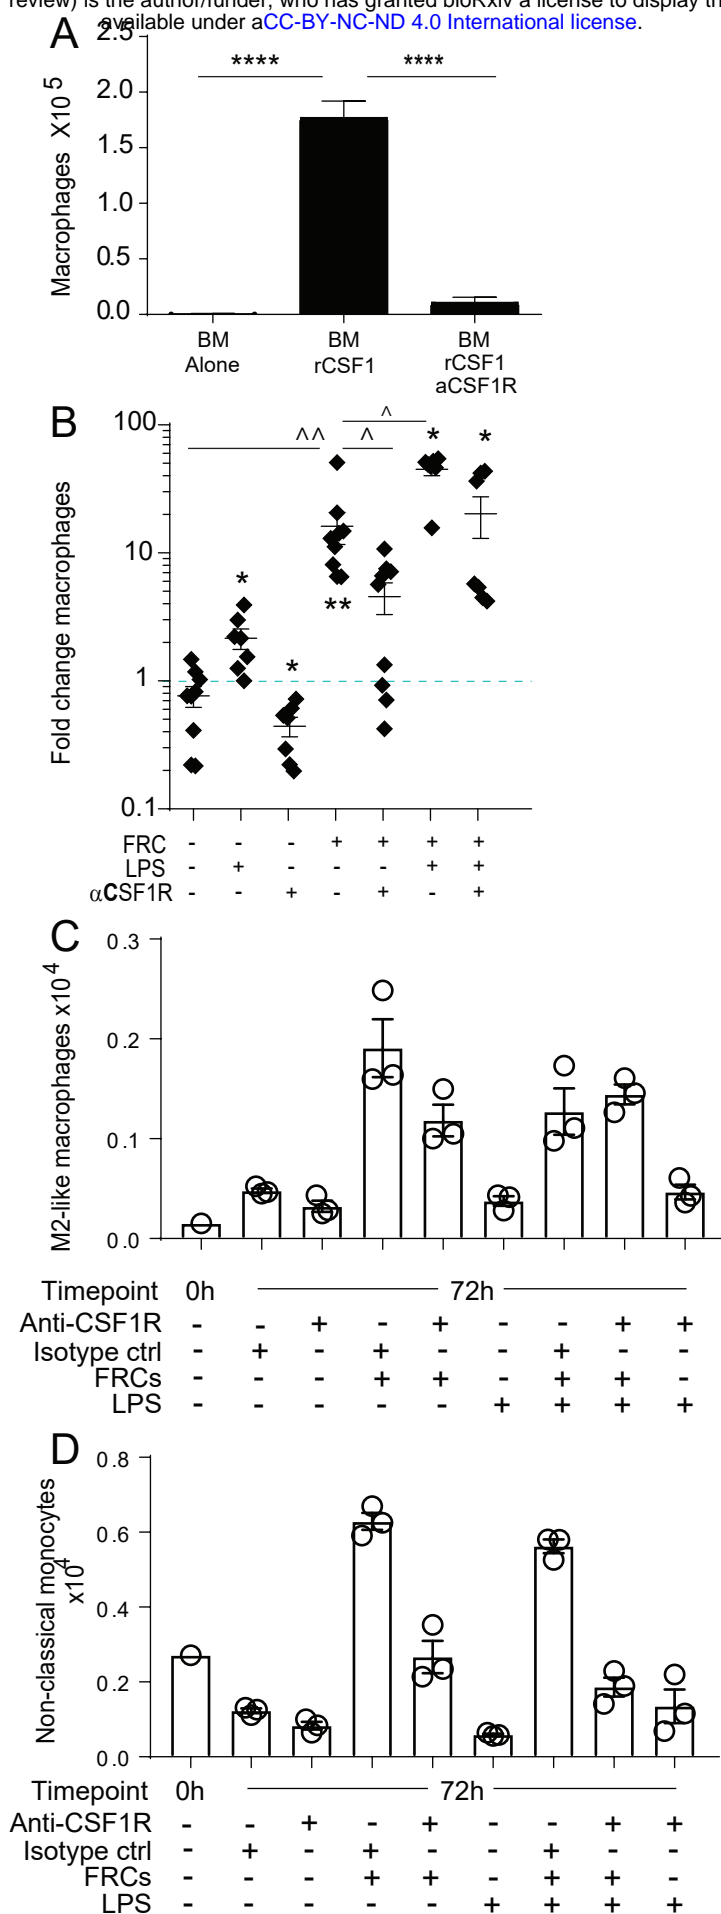 review) is the author/funder, who has granted bioRxiv a license to display th
available under aCC-BY-NC-ND 4.0 International license.
A
2.5
2.0
1.5
1.0
0.5
0.0
Macrophages X10 5
**** ****
BM BM BM
Alone rCSF1 rCSF1
aCSF1R
B
100
10
1
0.1
Fold change macrophages
^
^^ ^ * *
*
**
*
FRC - - - + + + +
LPS - + - - - + +
αCSF1R - - + - + - +
C
0.3
0.2
0.1
0.0
M2-like macrophages x10 4
Timepoint 0h 72h
Anti-CSF1R - - + - + - - + +
Isotype ctrl - + - + - - + - -
FRCs - - - + + - + + -
LPS - - - - - + + + +
D
0.8
0.6
0.4
0.2
0.0
Non-classical monocytes
x10 4
Timepoint 0h 72h
Anti-CSF1R - - + - + - - + +
Isotype ctrl - + - + - - + - -
FRCs - - - + + - + + -
LPS - - - - - + + + +